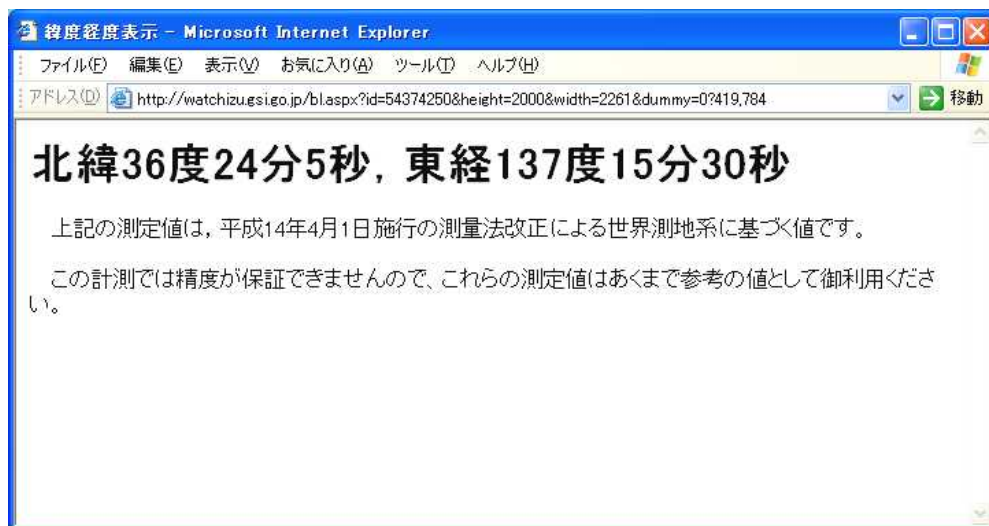 緯度経度表示 - Microsoft Internet Explorer
ファイル(F) 編集(E) 表示(V) お気に入り(A) ツール(T) ヘルプ(H)
アドレス(D) http://watchizu.gsi.go.jp/bl.aspx?id=54374250&height=2000&width=2261&dummy=0?419,784 移動
北緯36度24分5秒, 東経137度15分30秒
上記の測定値は, 平成14年4月1日施行の測量法改正による世界測地系に基づく値です。
この計測では精度が保証できませんので、これらの測定値はあくまで参考の値として御利用くださ
い。